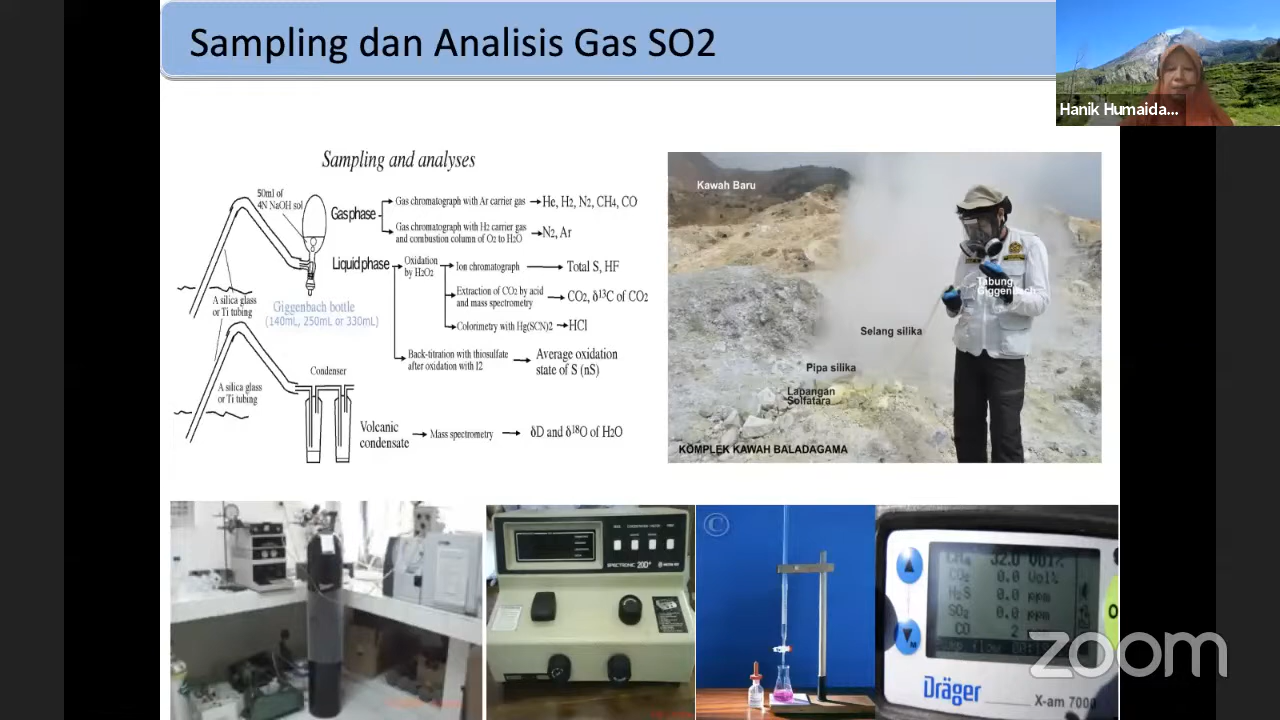 Sampling dan Analisis Gas SO2
Hanik Humaida...
Sampling and analyses
50ml of
4N NaOH sol
Gas phase
Gas chromatograph with Ar carrier gas
He, H2, N2, CH4, CO
Gas chromatograph with H2 carrier gas
and combustion column of O2 to H2O
N2, Ar
Liquid phase
Oxidation
by H2O2
Ion chromatograph
Total S, HF
Extraction of CO2 by acid
and mass spectrometry
CO2, δ13C of CO2
Colorimetry with Hg(SCN)2
HCl
Back-titration with thiosulfate
after oxidation with I2
Average oxidation
state of S (nS)
A silica glass
or Ti tubing
Giggenbach bottle
(140mL, 250mL or 330mL)
A silica glass
or Ti tubing
Condenser
Volcanic
condensate
Mass spectrometry
δD and δ18O of H2O
Kawah Baru
Tabung
Giggenbach
Selang silika
Pipa silika
Lapangan
Solfatara
KOMPLEK KAWAH BALADAGAMA
SPECTRONIC 20D+
©
CH4 32.0 Vol%
CO2 0.0 Vol%
H2S 0.0 ppm
SO2 0.0 ppm
CO 2
Dräger
X-am 7000
zoom